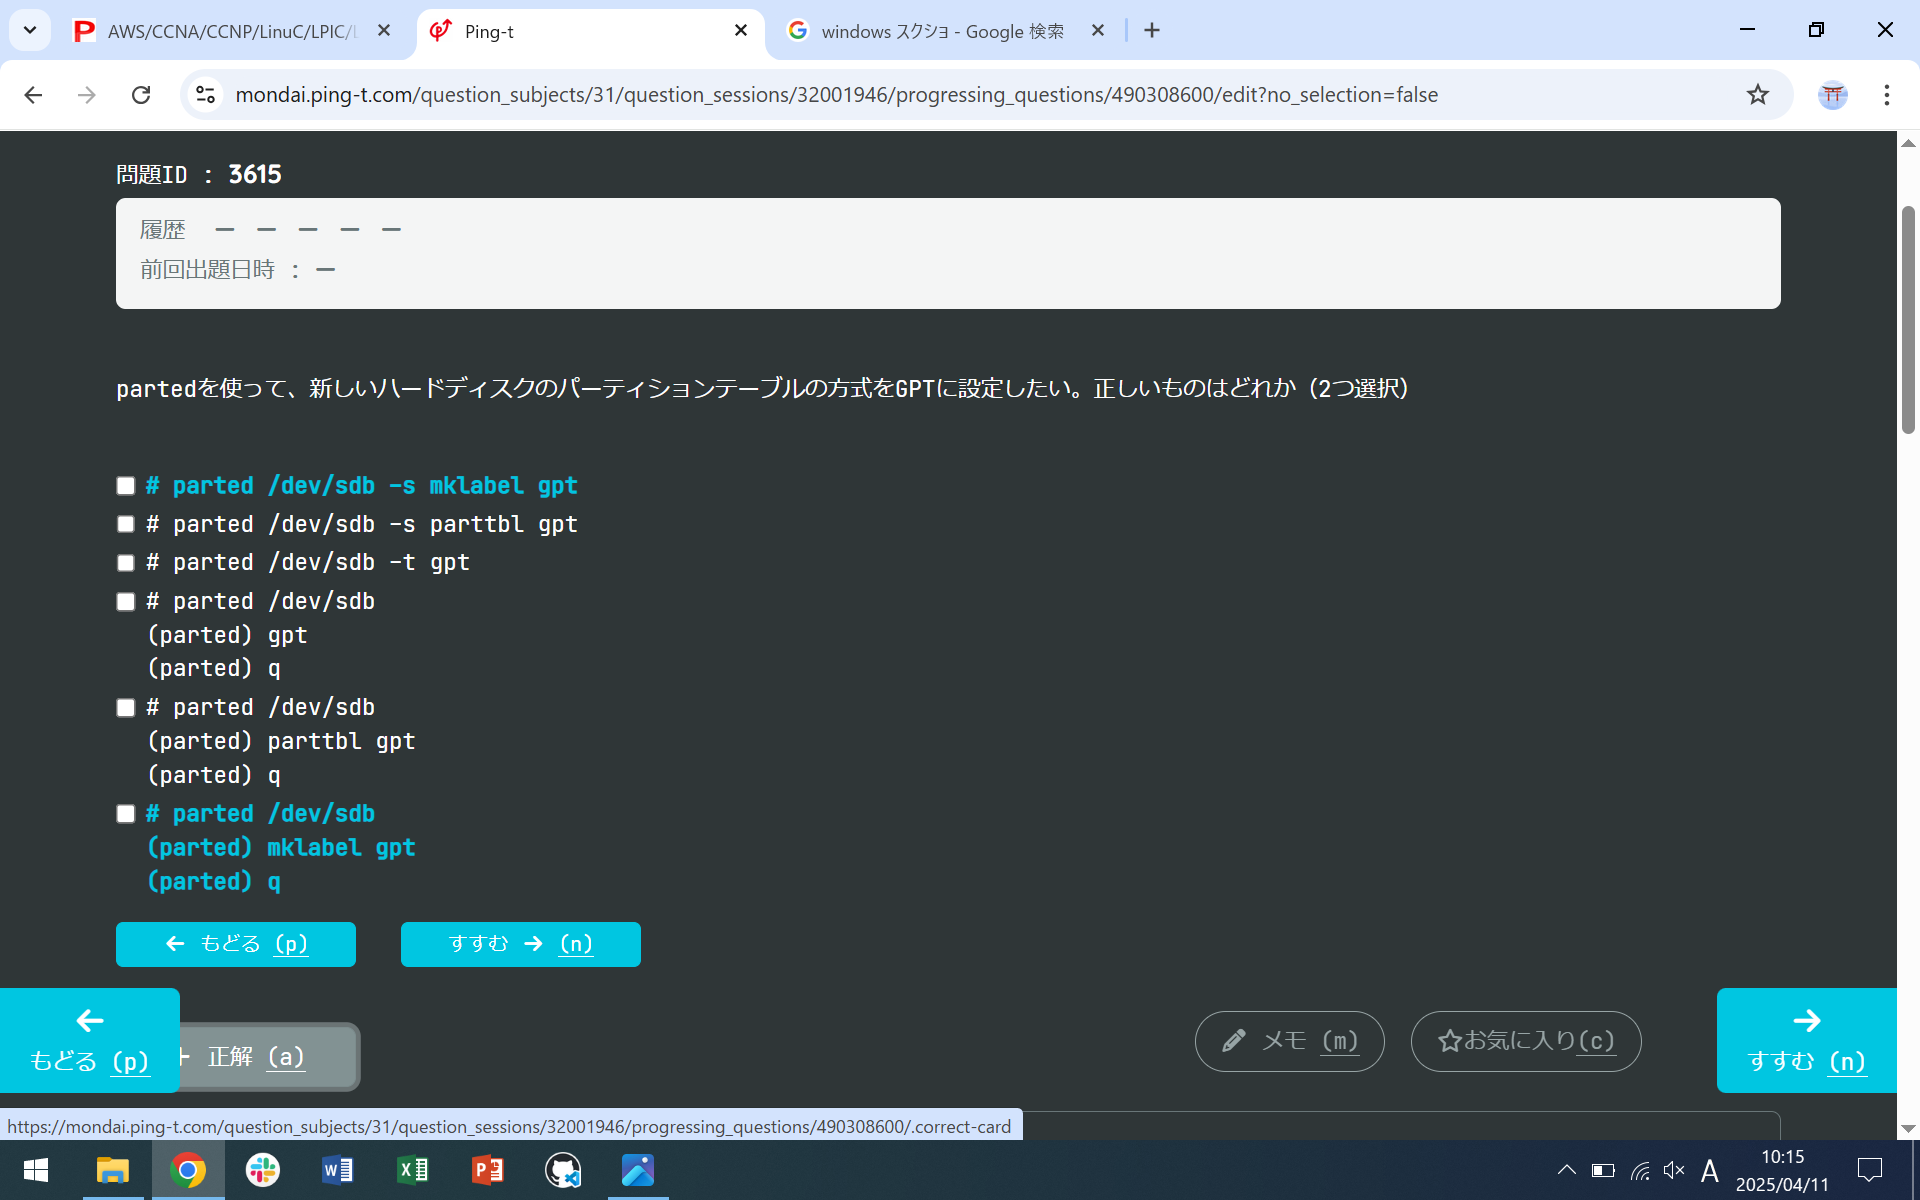 AWS/CCNA/CCNP/LinuC/LPIC/L
Ping-t
windows スクショ - Google 検索
mondai.ping-t.com/question_subjects/31/question_sessions/32001946/progressing_questions/490308600/edit?no_selection=false
問題ID : 3615
履歴 ー ー ー ー ー
前回出題日時 : ー
partedを使って、新しいハードディスクのパーティションテーブルの方式をGPTに設定したい。正しいものはどれか（2つ選択）
# parted /dev/sdb -s mklabel gpt
# parted /dev/sdb -s parttbl gpt
# parted /dev/sdb -t gpt
# parted /dev/sdb
(parted) gpt
(parted) q
# parted /dev/sdb
(parted) parttbl gpt
(parted) q
# parted /dev/sdb
(parted) mklabel gpt
(parted) q
← もどる (p)
すすむ → (n)
←
もどる (p)
正解 (a)
メモ (m)
☆お気に入り(c)
→
すすむ (n)
https://mondai.ping-t.com/question_subjects/31/question_sessions/32001946/progressing_questions/490308600/.correct-card
A
10:15
2025/04/11